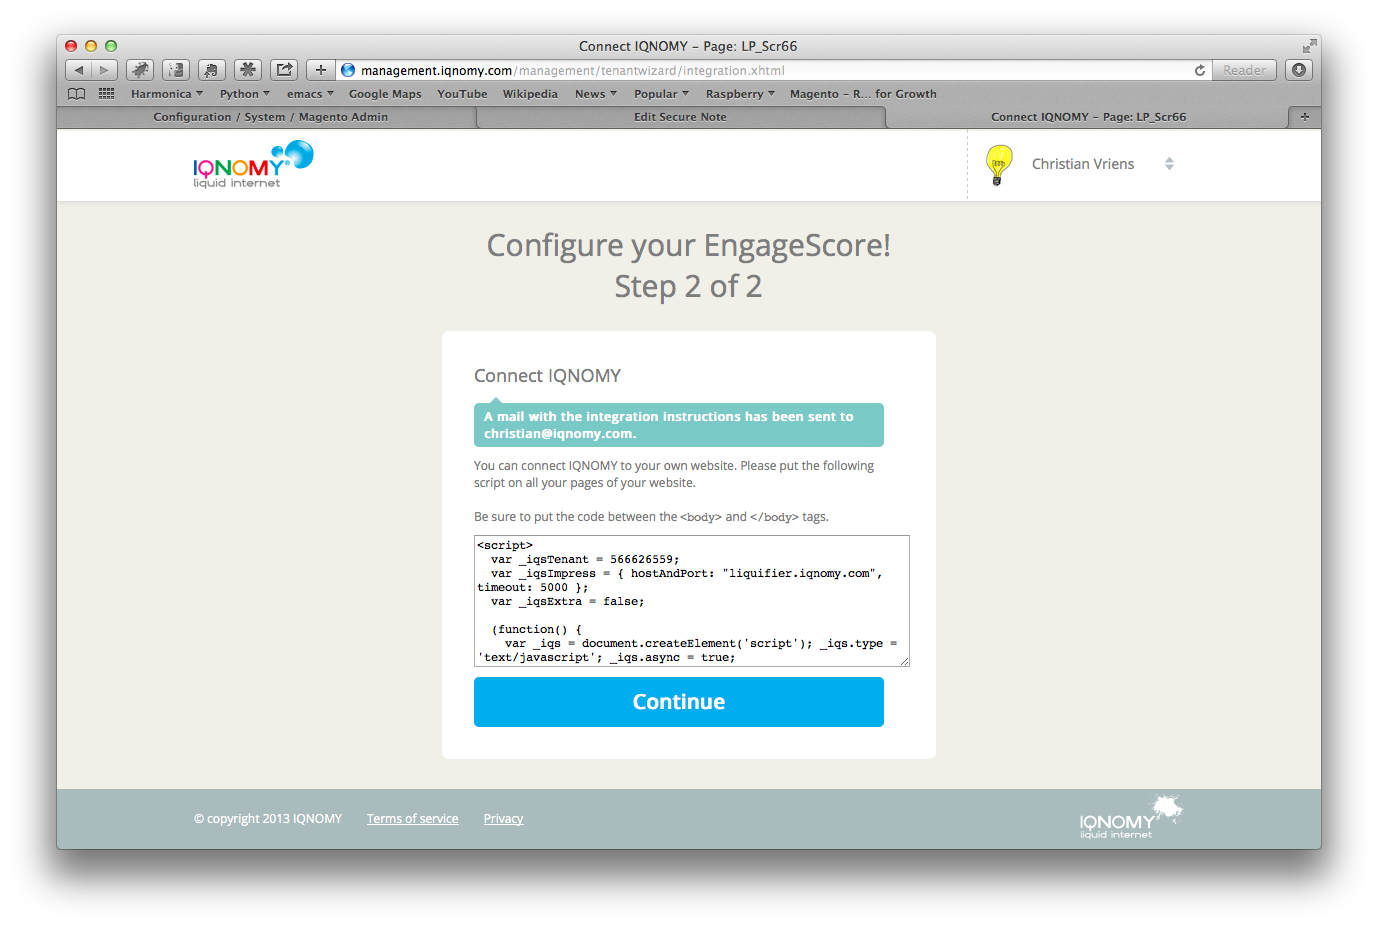 Connect IQNOMY – Page: LP_Scr66
management.iqnomy.com/management/tenantwizard/integration.xhtml
Reader
Harmonica Python emacs Google Maps YouTube Wikipedia News Popular Raspberry Magento – R... for Growth
Configuration / System / Magento Admin Edit Secure Note Connect IQNOMY – Page: LP_Scr66
IQNOMY
liquid internet
Christian Vriens
Configure your EngageScore!
Step 2 of 2
Connect IQNOMY
A mail with the integration instructions has been sent to
christian@iqnomy.com.
You can connect IQNOMY to your own website. Please put the following
script on all your pages of your website.
Be sure to put the code between the <body> and </body> tags.
<script>
var _iqsTenant = 566626559;
var _iqsImpress = { hostAndPort: "liquifier.iqnomy.com",
timeout: 5000 };
var _iqsExtra = false;
(function() {
var _iqs = document.createElement('script'); _iqs.type =
'text/javascript'; _iqs.async = true;
Continue
© copyright 2013 IQNOMY Terms of service Privacy
IQNOMY
liquid internet